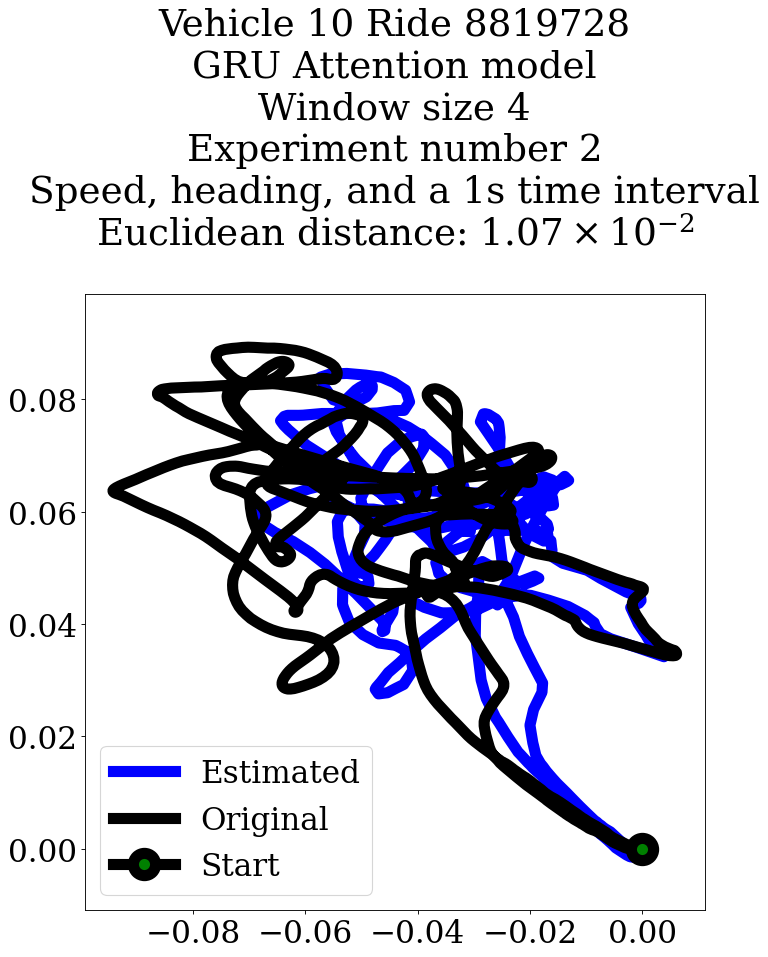 Vehicle 10 Ride 8819728
GRU Attention model
Window size 4
Experiment number 2
Speed, heading, and a 1s time interval
Euclidean distance: 1.07 × 10⁻²
0.08
0.06
0.04
0.02
0.00
Estimated
Original
Start
−0.08 −0.06 −0.04 −0.02 0.00